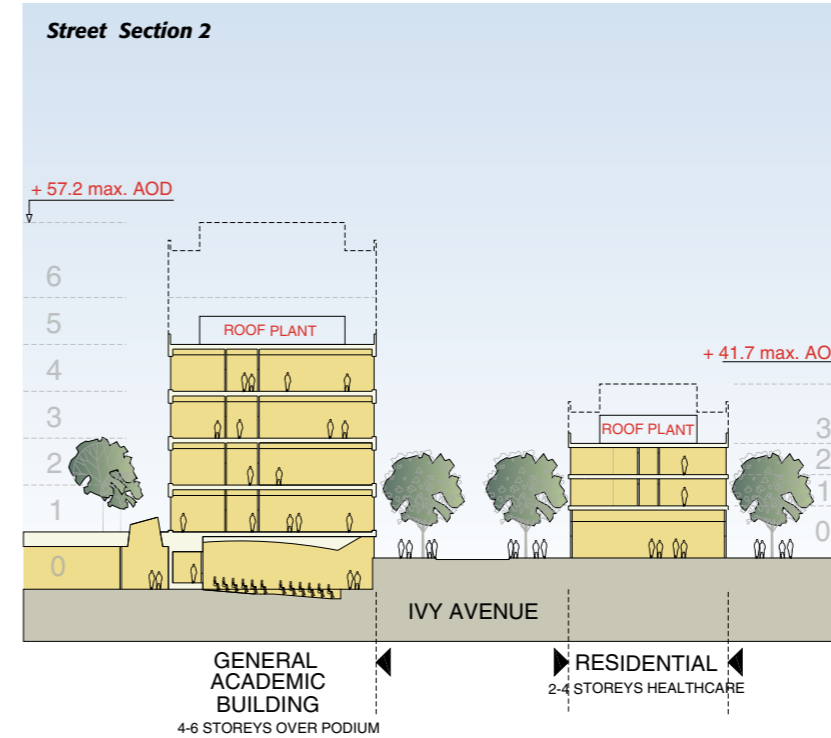 Street Section 2
+ 57.2 max. AOD
6
5
4
3
2
1
0
ROOF PLANT
+ 41.7 max. AO
ROOF PLANT
3
2
1
0
IVY AVENUE
GENERAL
ACADEMIC
BUILDING
4-6 STOREYS OVER PODIUM
RESIDENTIAL
2-4 STOREYS HEALTHCARE